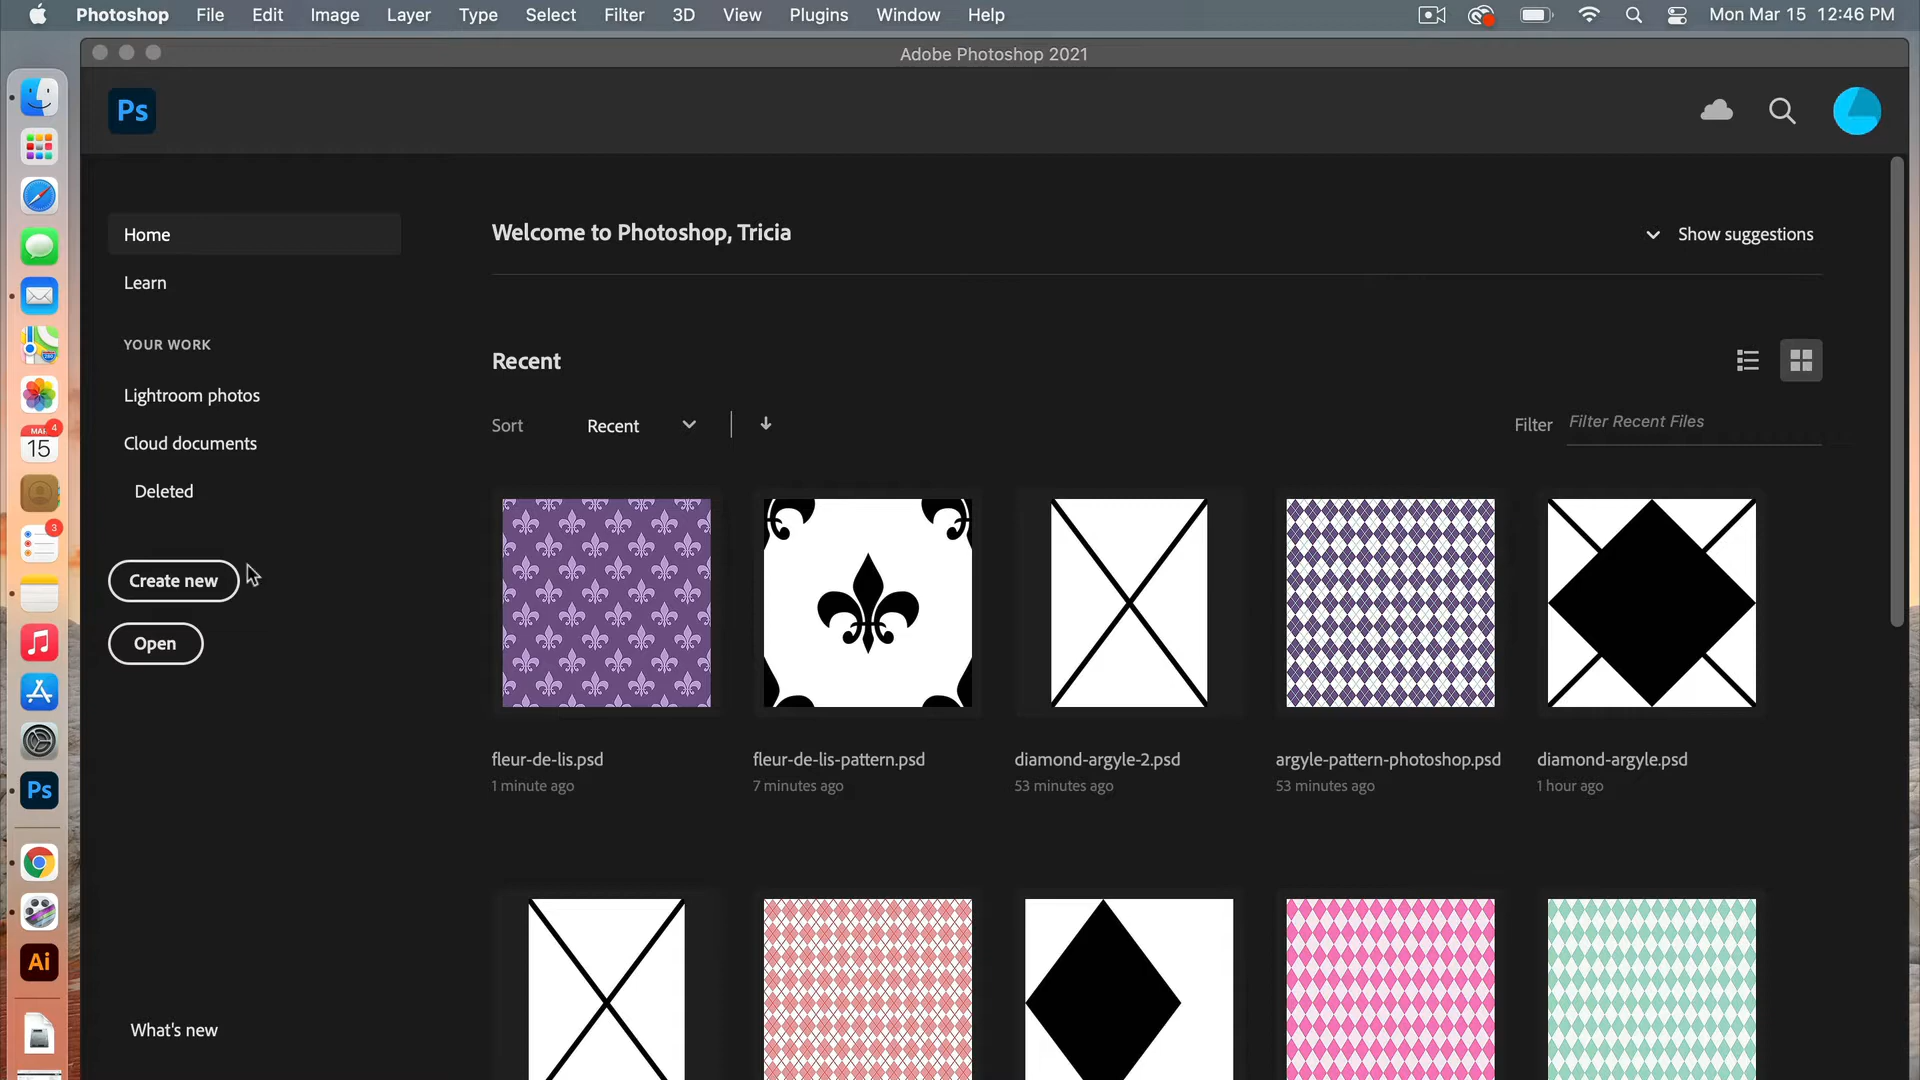 Photoshop File Edit Image Layer Type Select Filter 3D View Plugins Window Help Mon Mar 15 12:46 PM
Adobe Photoshop 2021
Ps
Home
Welcome to Photoshop, Tricia
Show suggestions
Learn
YOUR WORK
Recent
Lightroom photos
Sort Recent
Filter Filter Recent Files
Cloud documents
Deleted
Create new
Open
fleur-de-lis.psd
1 minute ago
fleur-de-lis-pattern.psd
7 minutes ago
diamond-argyle-2.psd
53 minutes ago
argyle-pattern-photoshop.psd
53 minutes ago
diamond-argyle.psd
1 hour ago
What's new
MAR
4
15
3
Ps
Ai